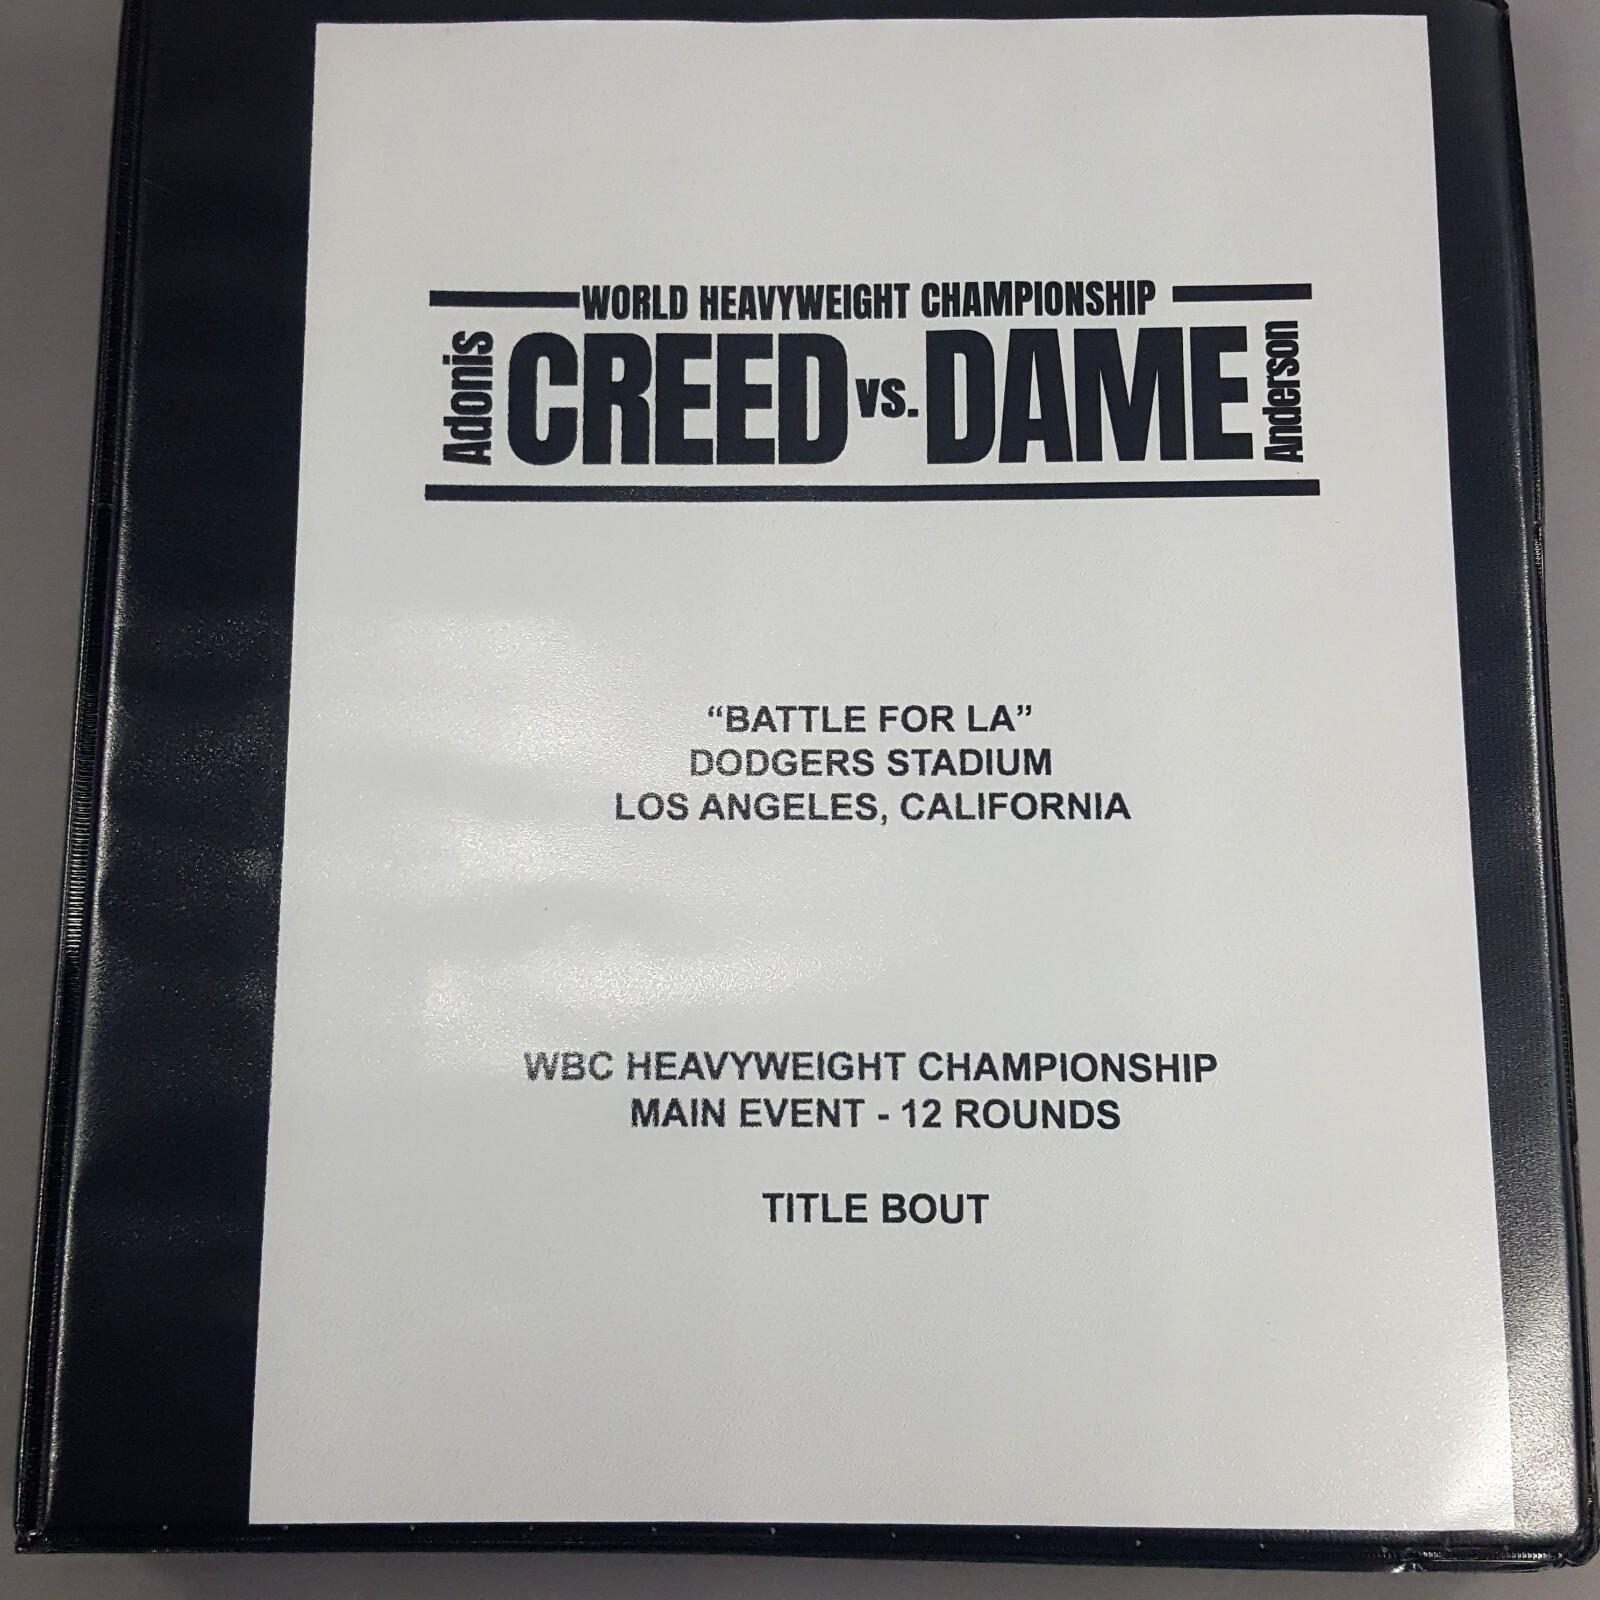 WORLD HEAVYWEIGHT CHAMPIONSHIP
Adonis CREED vs. DAME Anderson
“BATTLE FOR LA”
DODGERS STADIUM
LOS ANGELES, CALIFORNIA
WBC HEAVYWEIGHT CHAMPIONSHIP
MAIN EVENT - 12 ROUNDS
TITLE BOUT